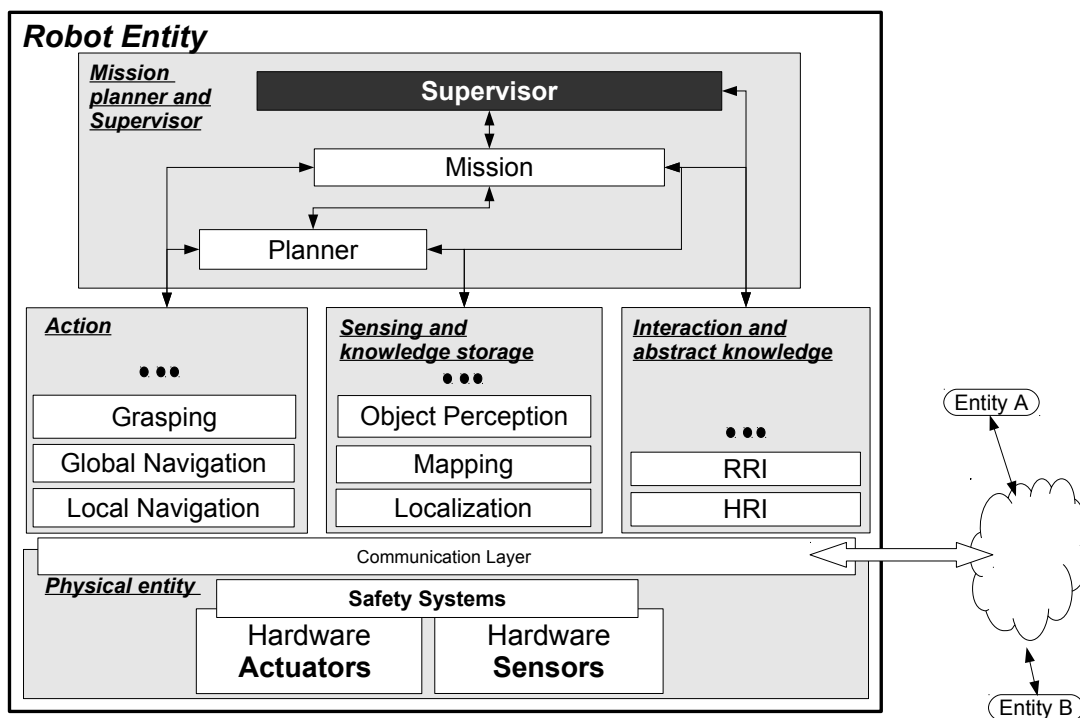 Robot Entity
Mission
planner and
Supervisor
Supervisor
Mission
Planner
Action
Grasping
Global Navigation
Local Navigation
Sensing and
knowledge storage
Object Perception
Mapping
Localization
Interaction and
abstract knowledge
RRI
HRI
Entity A
Communication Layer
Physical entity
Safety Systems
Hardware
Actuators
Hardware
Sensors
Entity B